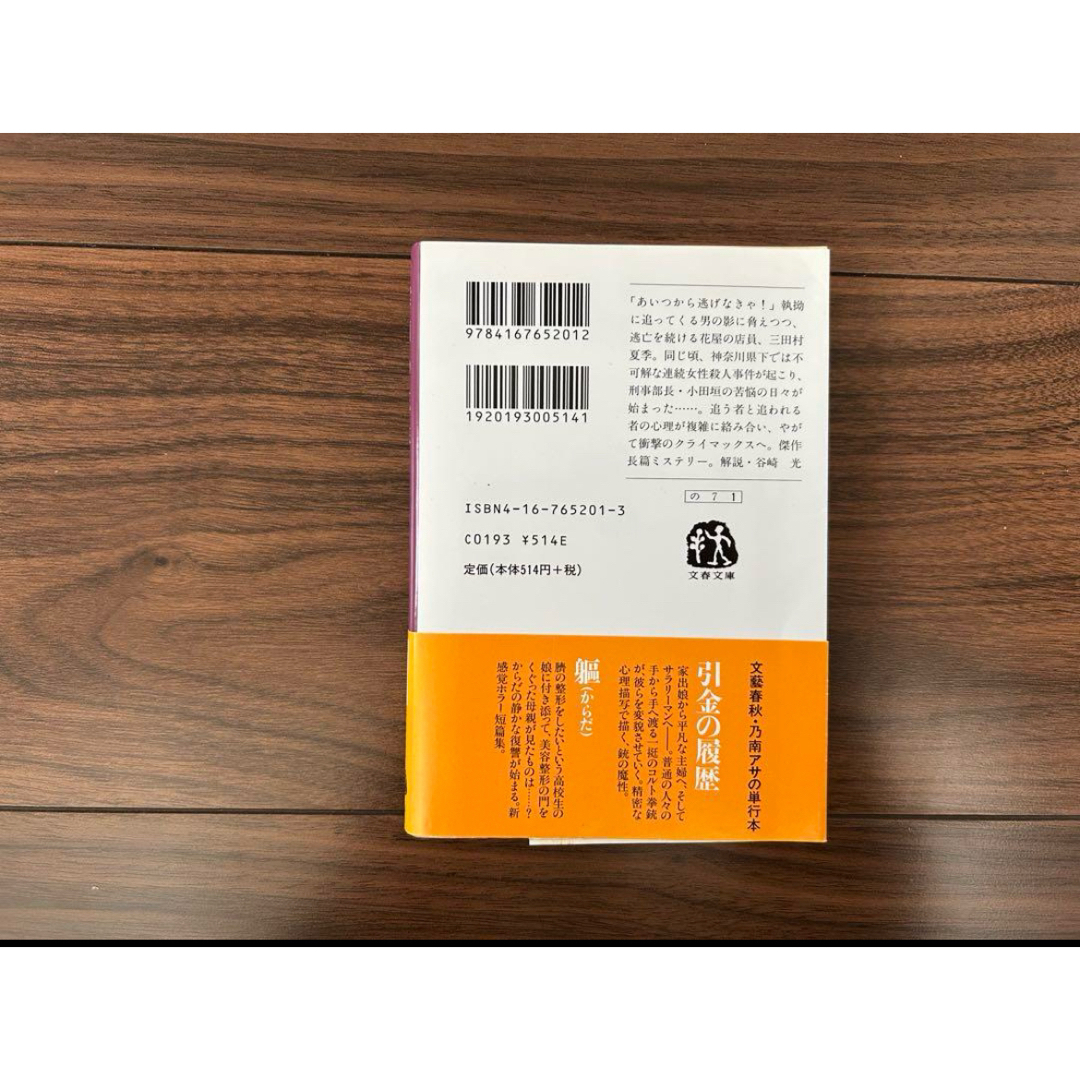 9784167652012
1920193005141
ISBN4-16-765201-3
C0193 ¥514E
定価(本体514円+税)
「あいつから逃げなきゃ！」執拗
に追ってくる男の影に脅えつつ、
逃亡を続ける花屋の店員、三田村
夏季。同じ頃、神奈川県下では不
可解な連続女性殺人事件が起こり、
刑事部長・小田垣の苦悩の日々が
始まった……。追う者と追われる
者の心理が複雑に絡み合い、やが
て衝撃のクライマックスへ。傑作
長篇ミステリー。解説・谷崎　光
の 7 1
文春文庫
文藝春秋・乃南アサの単行本
引金の履歴
家出娘から平凡な主婦へ、そして
サラリーマンへ——。普通の人々の
手から手へ渡る一挺のコルト拳銃
が、彼らを変貌させていく。精密な
心理描写で描く、銃の魔性。
軀(からだ)
臍の整形をしたいという高校生の
娘に付き添って、美容整形の門を
くぐった母親が見たものは……？
からだの静かな復讐が始まる。新
感覚ホラー短篇集。